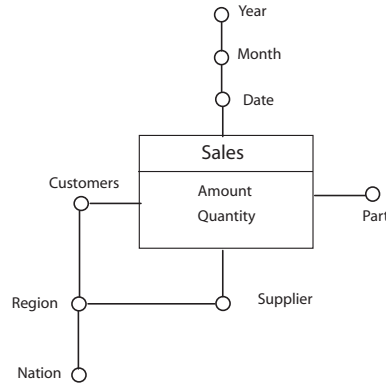 Year
Month
Date
Sales
Customers
Amount
Quantity
Part
Region
Supplier
Nation